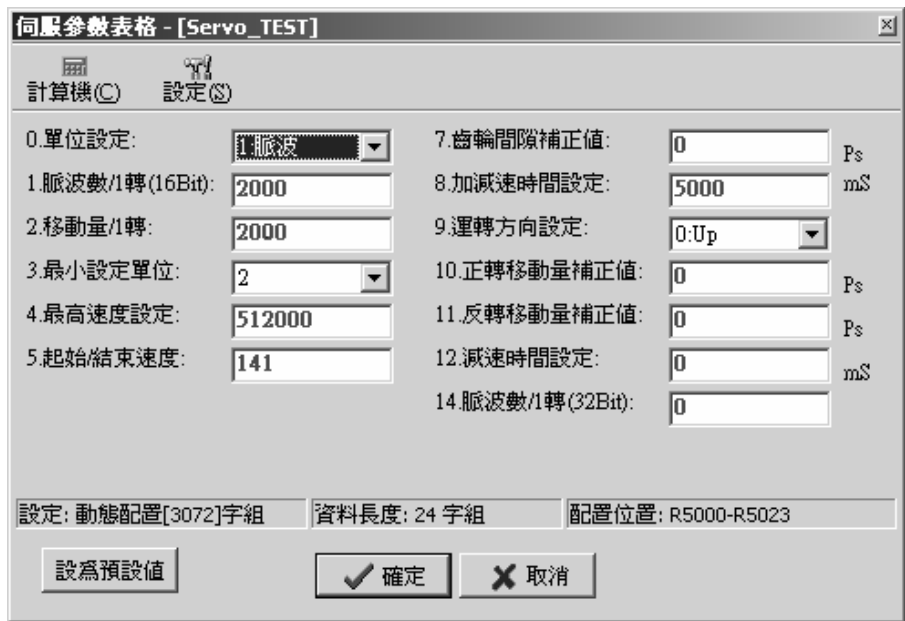 伺服參數表格 - [Servo_TEST]
計算機(C) 設定(S)
0.單位設定: 1:脈波
1.脈波數/1轉(16Bit): 2000
2.移動量/1轉: 2000
3.最小設定單位: 2
4.最高速度設定: 512000
5.起始/結束速度: 141
7.齒輪間隙補正值: 0 Ps
8.加減速時間設定: 5000 mS
9.運轉方向設定: 0:Up
10.正轉移動量補正值: 0 Ps
11.反轉移動量補正值: 0 Ps
12.減速時間設定: 0 mS
14.脈波數/1轉(32Bit): 0
設定: 動態配置[3072]字組 資料長度: 24 字組 配置位置: R5000-R5023
設爲預設值 確定 取消